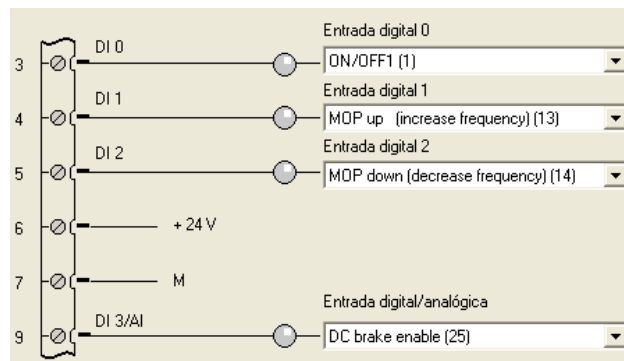 Entrada digital 0
3 DI 0 ON/OFF1 (1)
Entrada digital 1
4 DI 1 MOP up (increase frequency) (13)
Entrada digital 2
5 DI 2 MOP down (decrease frequency) (14)
6 + 24 V
7 M
Entrada digital/analógica
9 DI 3/AI DC brake enable (25)